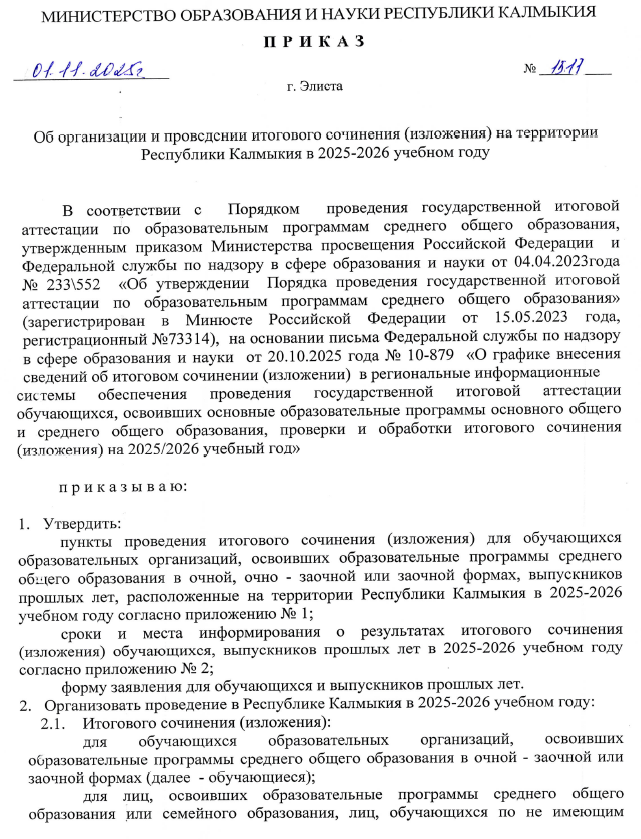 МИНИСТЕРСТВО ОБРАЗОВАНИЯ И НАУКИ РЕСПУБЛИКИ КАЛМЫКИЯ
П Р И К А З
01.11.2025г № 1517
г. Элиста
Об организации и проведении итогового сочинения (изложения) на территории
Республики Калмыкия в 2025-2026 учебном году
В соответствии с Порядком проведения государственной итоговой
аттестации по образовательным программам среднего общего образования,
утвержденным приказом Министерства просвещения Российской Федерации и
Федеральной службы по надзору в сфере образования и науки от 04.04.2023года
№ 233\552 «Об утверждении Порядка проведения государственной итоговой
аттестации по образовательным программам среднего общего образования»
(зарегистрирован в Минюсте Российской Федерации от 15.05.2023 года,
регистрационный №73314), на основании письма Федеральной службы по надзору
в сфере образования и науки от 20.10.2025 года № 10-879 «О графике внесения
сведений об итоговом сочинении (изложении) в региональные информационные
системы обеспечения проведения государственной итоговой аттестации
обучающихся, освоивших основные образовательные программы основного общего
и среднего общего образования, проверки и обработки итогового сочинения
(изложения) на 2025/2026 учебный год»
п р и к а з ы в а ю:
1. Утвердить:
пункты проведения итогового сочинения (изложения) для обучающихся
образовательных организаций, освоивших образовательные программы среднего
общего образования в очной, очно - заочной или заочной формах, выпускников
прошлых лет, расположенные на территории Республики Калмыкия в 2025-2026
учебном году согласно приложению № 1;
сроки и места информирования о результатах итогового сочинения
(изложения) обучающихся, выпускников прошлых лет в 2025-2026 учебном году
согласно приложению № 2;
форму заявления для обучающихся и выпускников прошлых лет.
2. Организовать проведение в Республике Калмыкия в 2025-2026 учебном году:
2.1. Итогового сочинения (изложения):
для обучающихся образовательных организаций, освоивших
образовательные программы среднего общего образования в очной - заочной или
заочной формах (далее - обучающиеся);
для лиц, освоивших образовательные программы среднего общего
образования или семейного образования, лиц, обучающихся по не имеющим